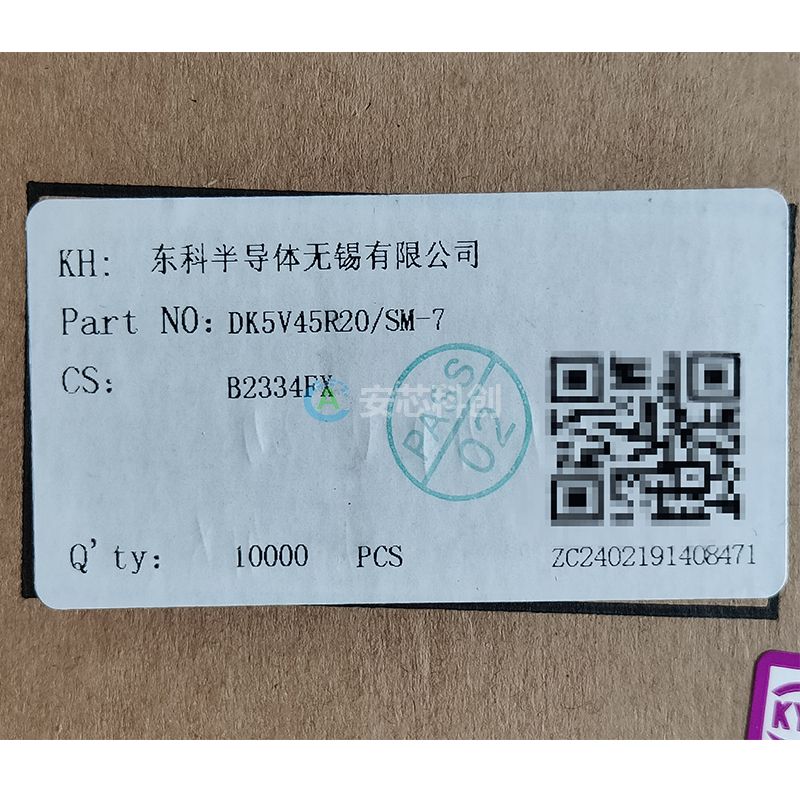 KH: 东科半导体无锡有限公司
Part NO: DK5V45R20/SM-7
CS: B2334FX
安芯科创
PASS
02
Q'ty: 10000 PCS
ZC2402191408471
KY